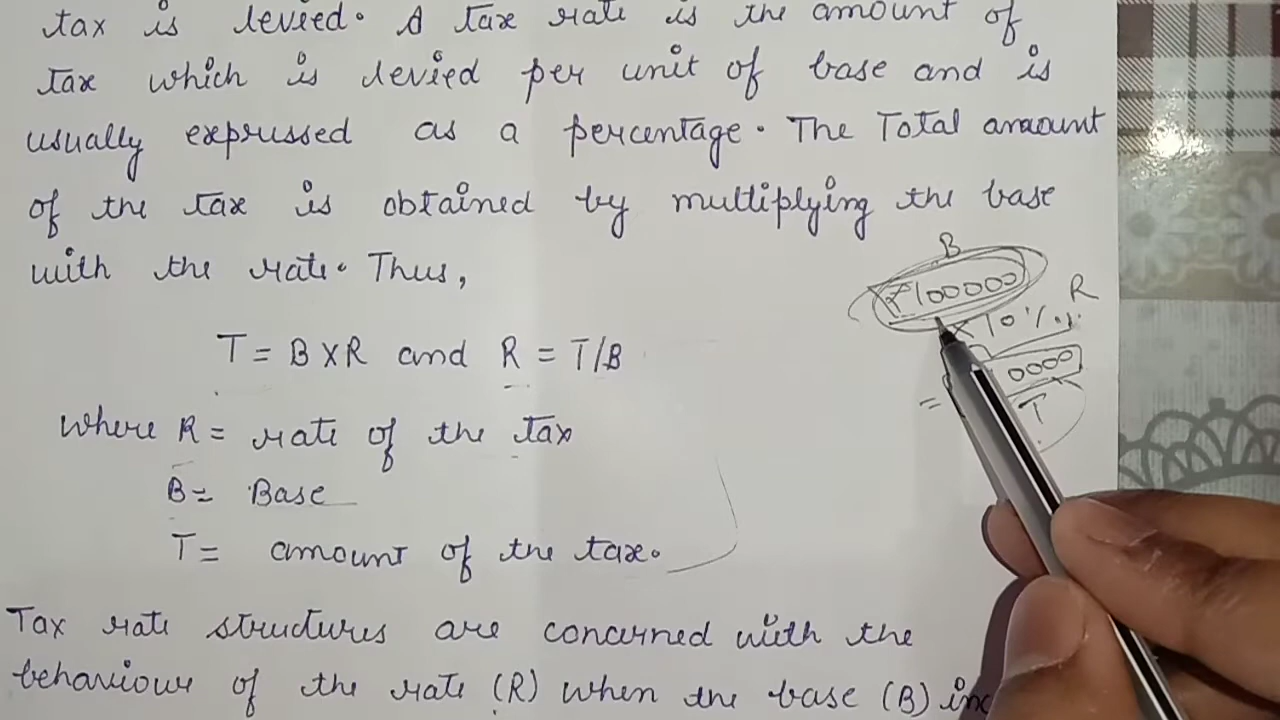 tax is levied. A tax rate is the amount of
tax which is levied per unit of base and is
usually expressed as a percentage. The Total amount
of the tax is obtained by multiplying the base
with the rate. Thus,
B
₹100000
R
x 10%
T = B X R and R = T/B
= 0000
T
where R = rate of the tax
B = Base
T = amount of the tax.
Tax rate structures are concerned with the
behaviour of the rate (R) when the base (B)